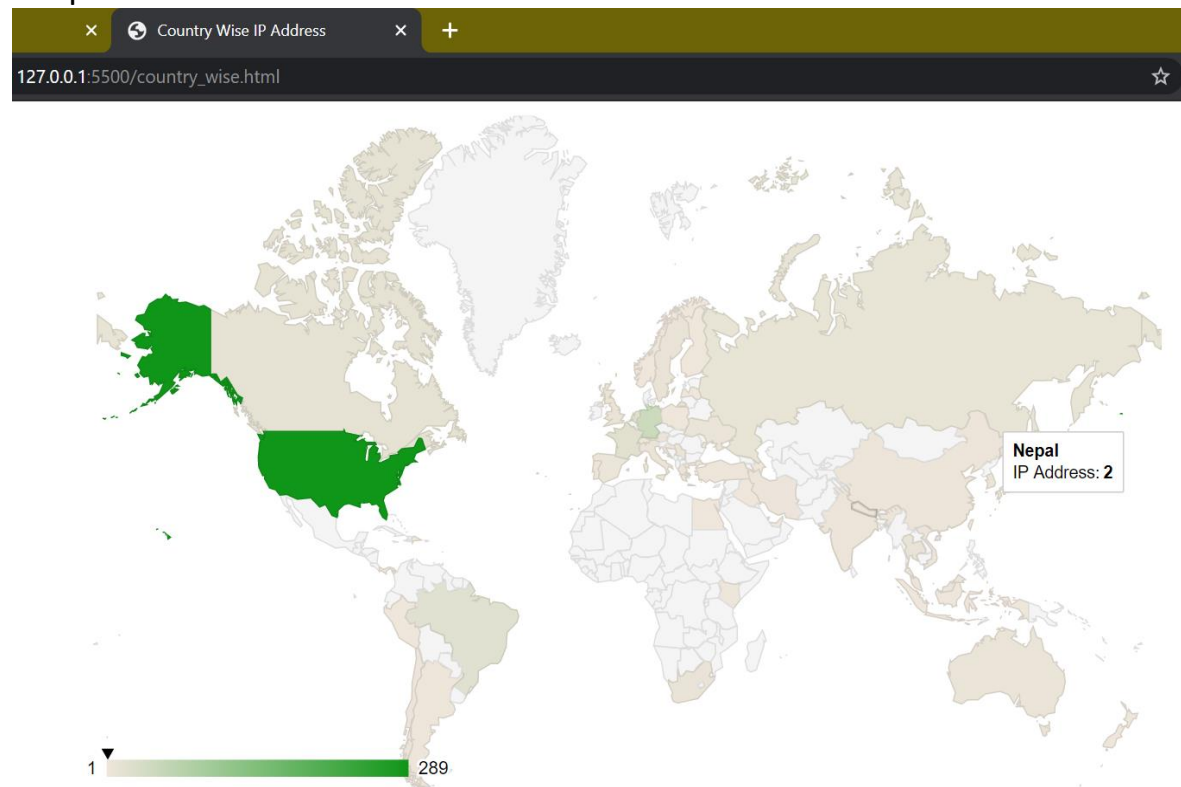 Country Wise IP Address
127.0.0.1:5500/country_wise.html
Nepal
IP Address: 2
1
289